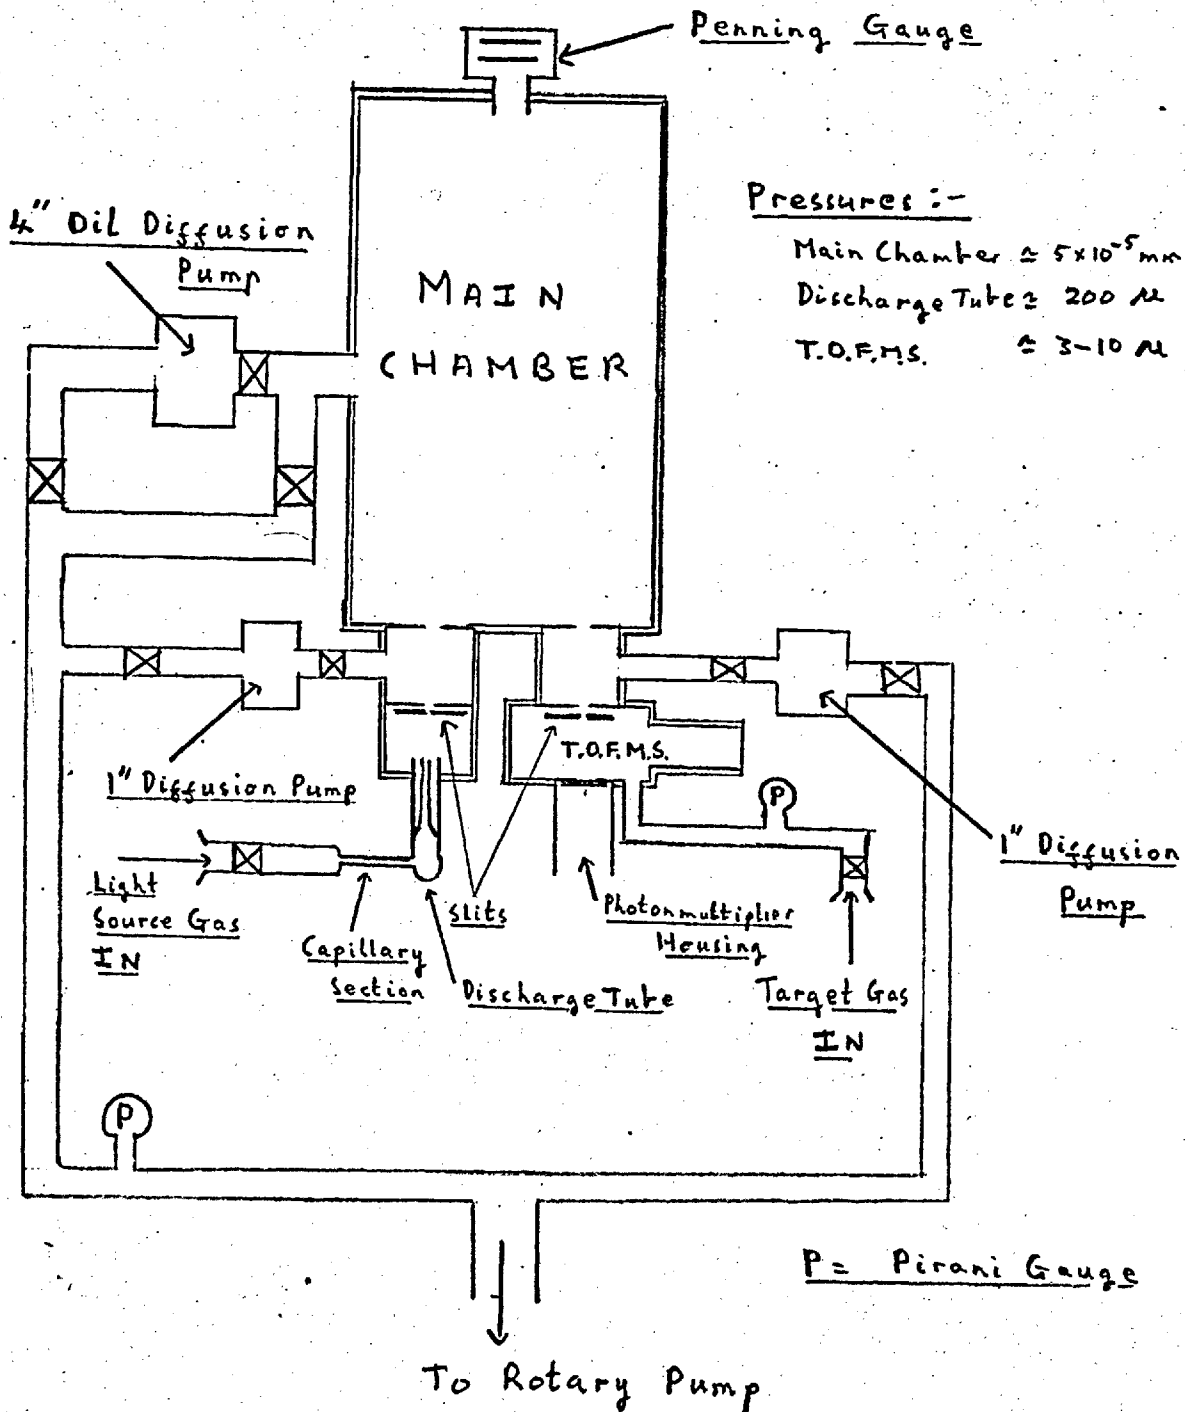 Penning Gauge
4" Oil Diffusion
Pump
Pressures :-
Main Chamber ≃ 5×10⁻⁵ mm
Discharge Tube ≃ 200 μ
T.O.F.M.S. ≃ 3-10 μ
MAIN
CHAMBER
T.O.F.M.S.
1" Diffusion Pump
P
1" Diffusion
Pump
Light
Source Gas
IN
Capillary
Section
Discharge Tube
Slits
Photonmultiplier
Housing
Target Gas
IN
P
P = Pirani Gauge
To Rotary Pump